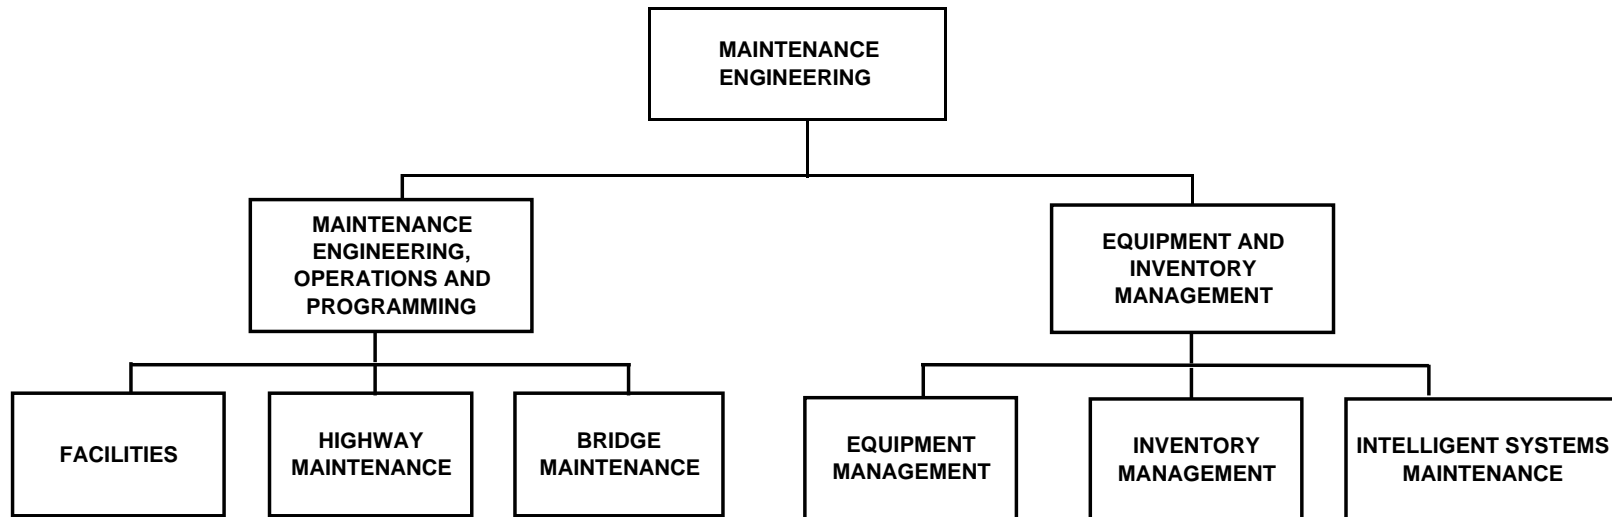 MAINTENANCE
ENGINEERING
MAINTENANCE
ENGINEERING,
OPERATIONS AND
PROGRAMMING
EQUIPMENT AND
INVENTORY
MANAGEMENT
FACILITIES
HIGHWAY
MAINTENANCE
BRIDGE
MAINTENANCE
EQUIPMENT
MANAGEMENT
INVENTORY
MANAGEMENT
INTELLIGENT SYSTEMS
MAINTENANCE